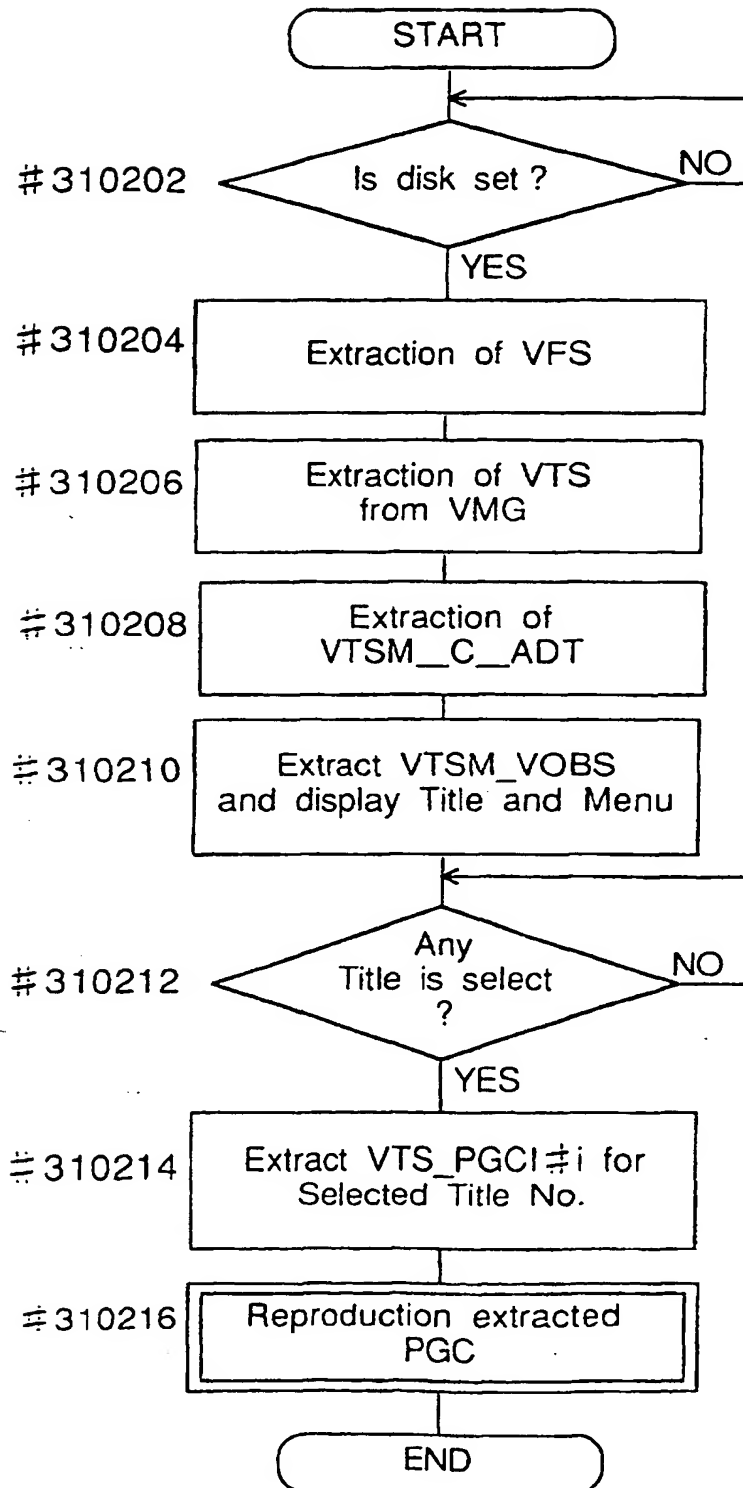 START
#310202
Is disk set ?
NO
YES
#310204
Extraction of VFS
#310206
Extraction of VTS
from VMG
#310208
Extraction of
VTSM__C__ADT
#310210
Extract VTSM_VOBS
and display Title and Menu
#310212
Any
Title is select
?
NO
YES
#310214
Extract VTS_PGCI#i for
Selected Title No.
#310216
Reproduction extracted
PGC
END